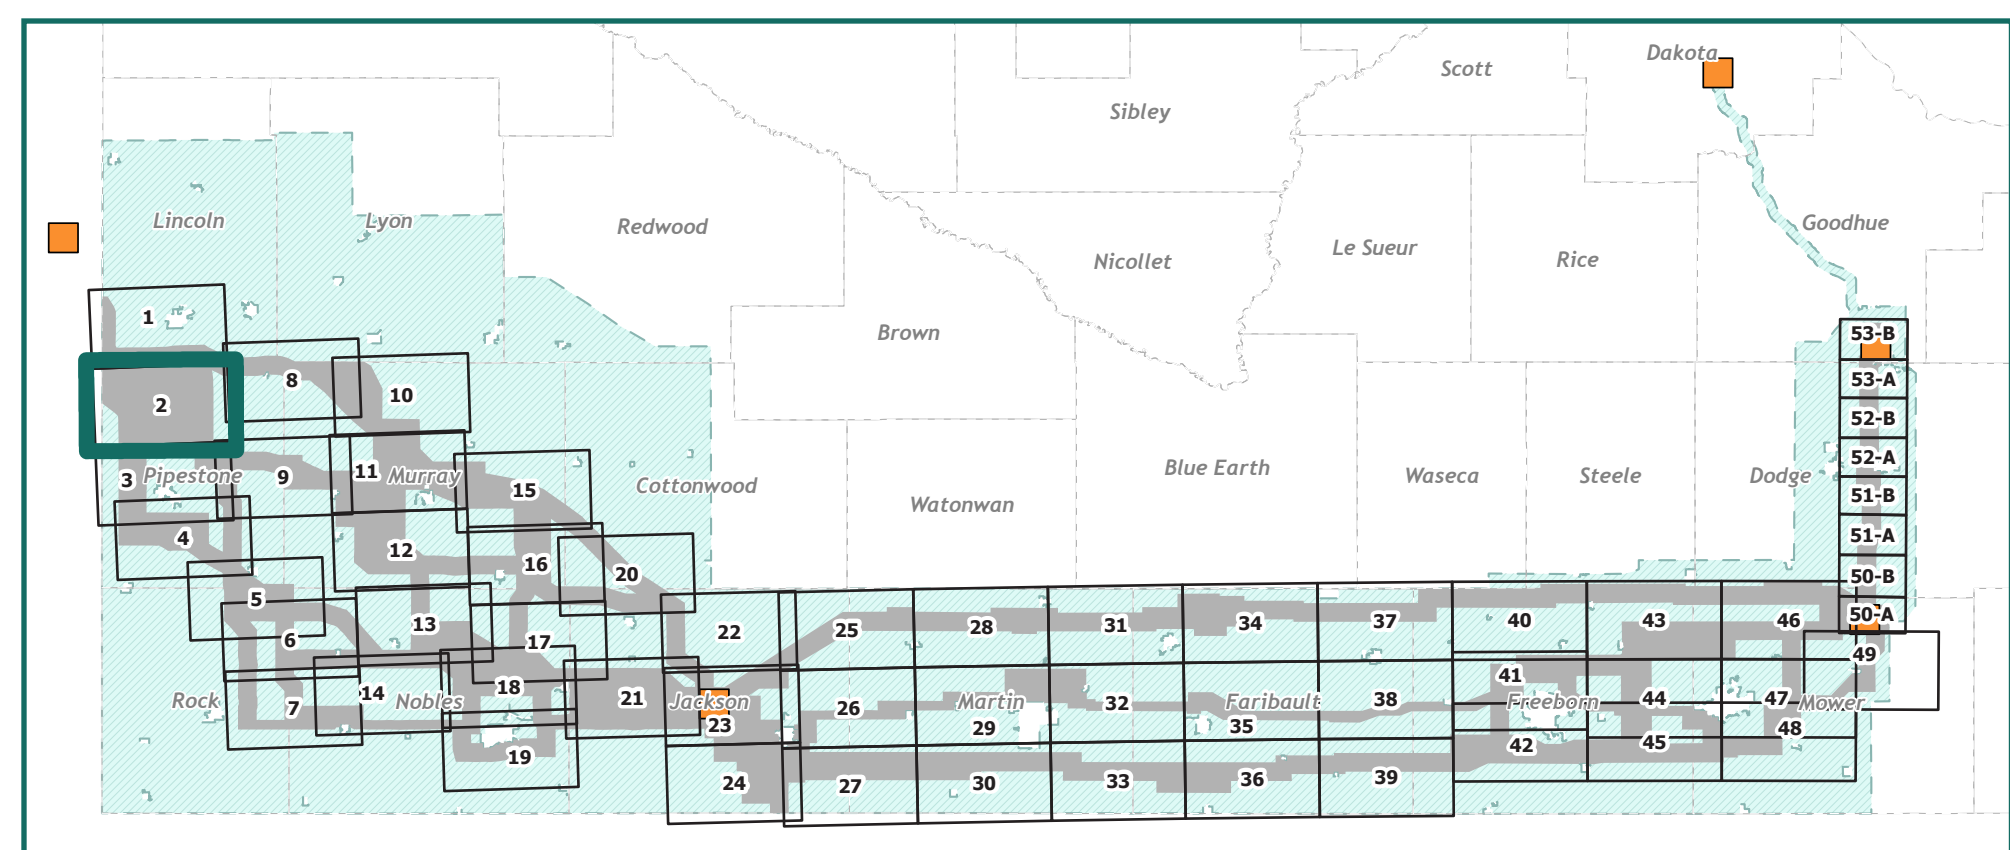 Dakota
Scott
Sibley
Lincoln
Lyon
Redwood
Goodhue
Le Sueur
Nicollet
Rice
1
Brown
53-B
8
53-A
10
2
52-B
52-A
Blue Earth
11
Pipestone
9
Murray
3
Waseca
Steele
Dodge
Cottonwood
15
51-B
Watonwan
4
51-A
12
16
20
50-B
5
50-A
40
43
46
37
34
31
28
25
22
13
6
17
49
41
18
14
7
Rock
Nobles
21
Jackson
23
26
Martin
29
32
Faribault
35
38
Freeborn
44
47
Mower
48
42
45
19
24
27
30
33
36
39